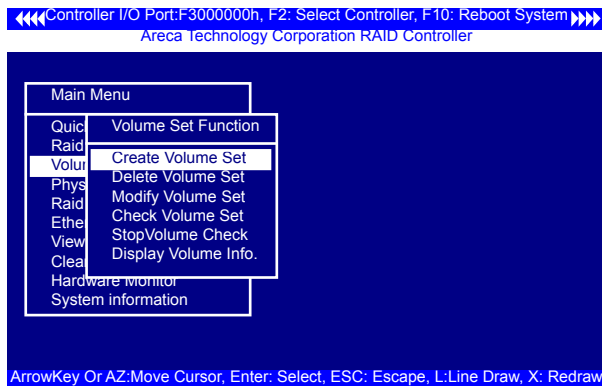 Controller I/O Port:F3000000h, F2: Select Controller, F10: Reboot System
Areca Technology Corporation RAID Controller
Main Menu
Volume Set Function
Create Volume Set
Delete Volume Set
Modify Volume Set
Check Volume Set
StopVolume Check
Display Volume Info.
Raid
View
Hardware Monitor
System information
ArrowKey Or AZ:Move Cursor, Enter: Select, ESC: Escape, L:Line Draw, X: Redraw